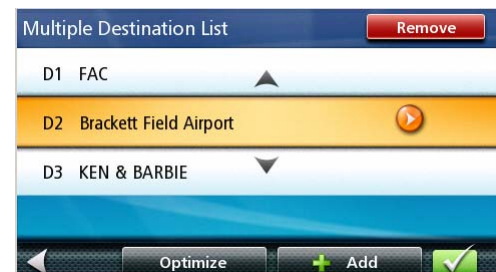 Multiple Destination List Remove
D1 FAC
D2 Brackett Field Airport
D3 KEN & BARBIE
Optimize Add